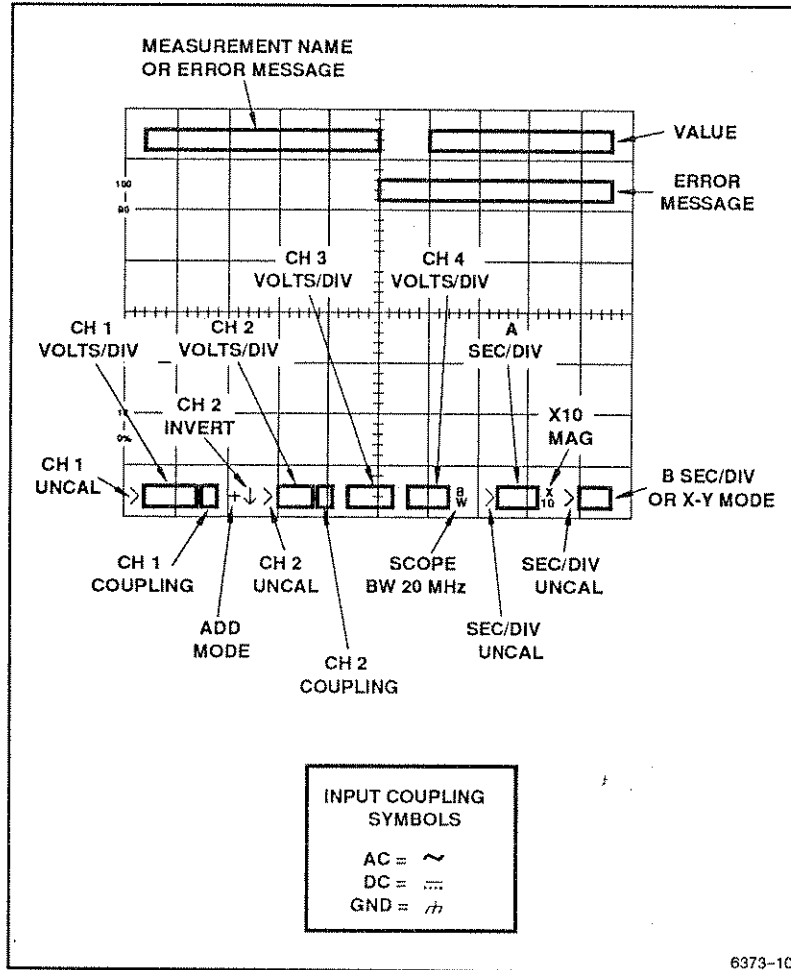 MEASUREMENT NAME
OR ERROR MESSAGE
VALUE
ERROR
MESSAGE
100
90
CH 3
VOLTS/DIV
CH 4
VOLTS/DIV
CH 1
VOLTS/DIV
CH 2
VOLTS/DIV
A
SEC/DIV
CH 2
INVERT
X10
MAG
10
0%
CH 1
UNCAL
B SEC/DIV
OR X-Y MODE
> + ↓ > BW > X10 >
CH 1
COUPLING
CH 2
UNCAL
SCOPE
BW 20 MHz
SEC/DIV
UNCAL
ADD
MODE
SEC/DIV
UNCAL
CH 2
COUPLING
INPUT COUPLING
SYMBOLS
AC = ~
DC = ⎓
GND =
6373-10